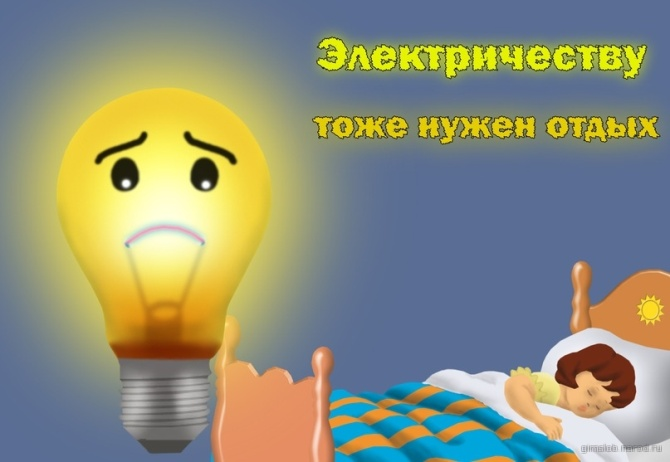 Электричеству
тоже нужен отдых